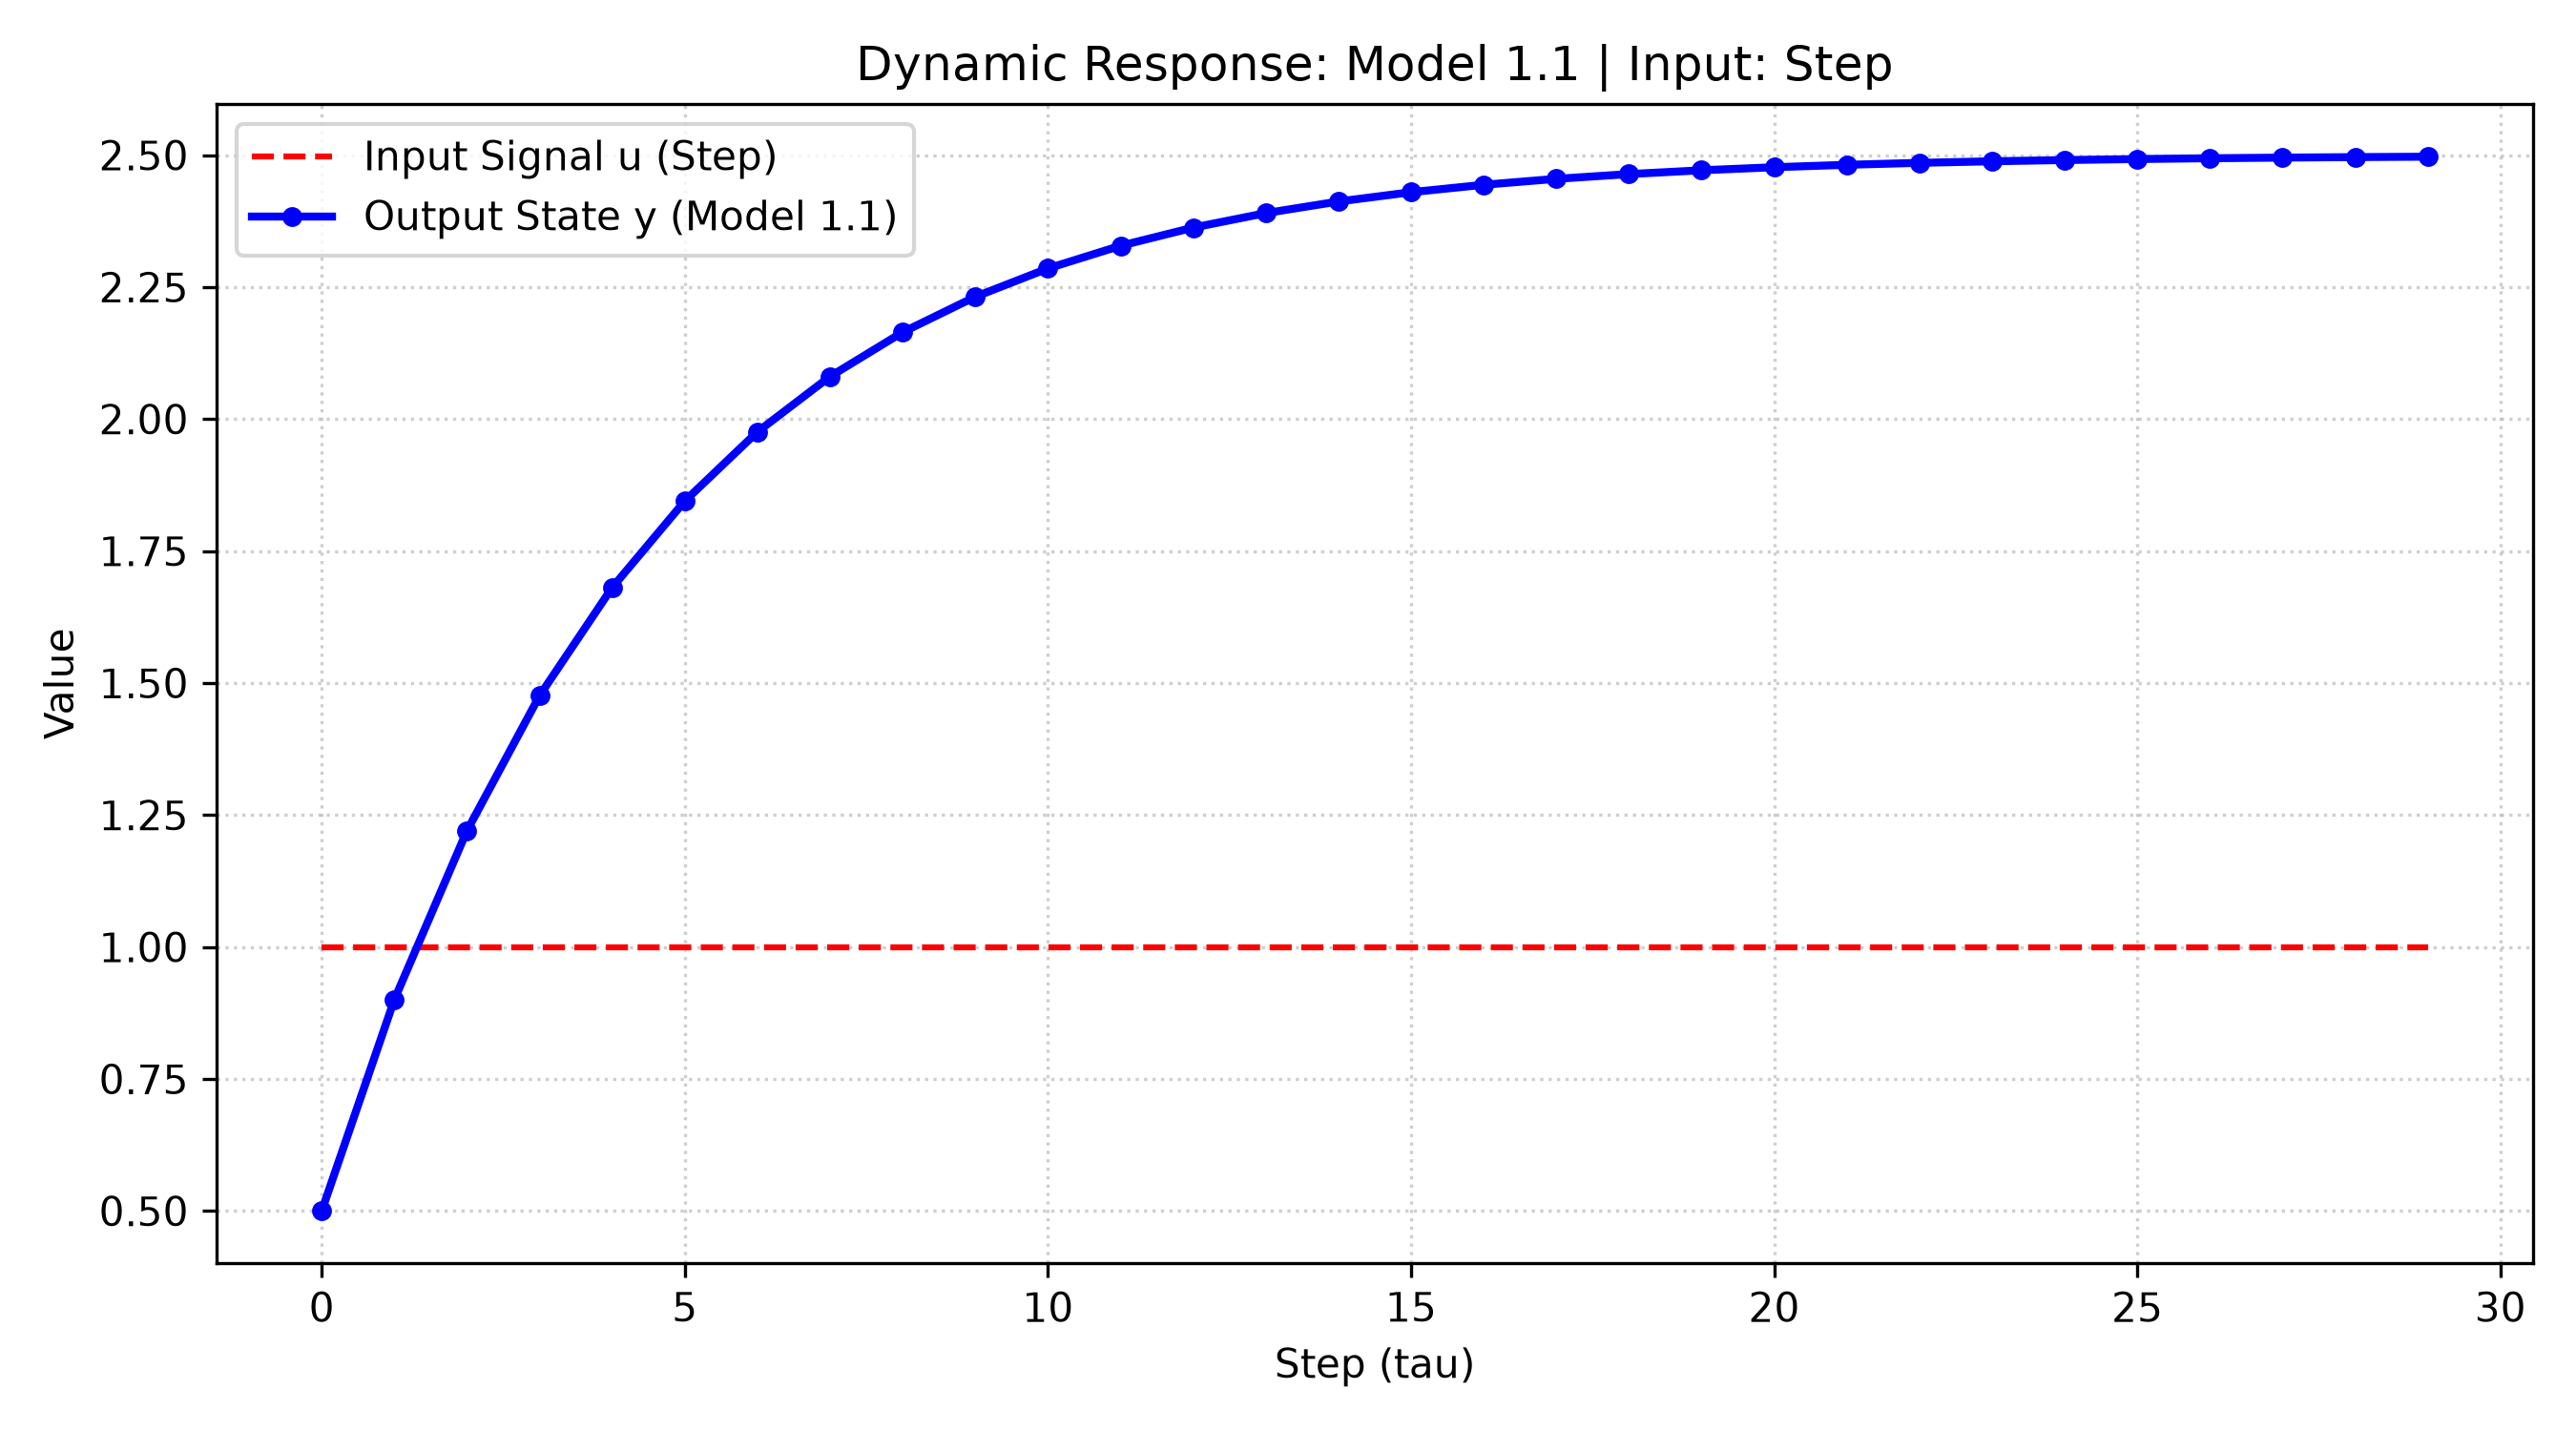 Dynamic Response: Model 1.1 | Input: Step
Input Signal u (Step)
Output State y (Model 1.1)
2.50
2.25
2.00
1.75
1.50
1.25
1.00
0.75
0.50
Value
0 5 10 15 20 25 30
Step (tau)